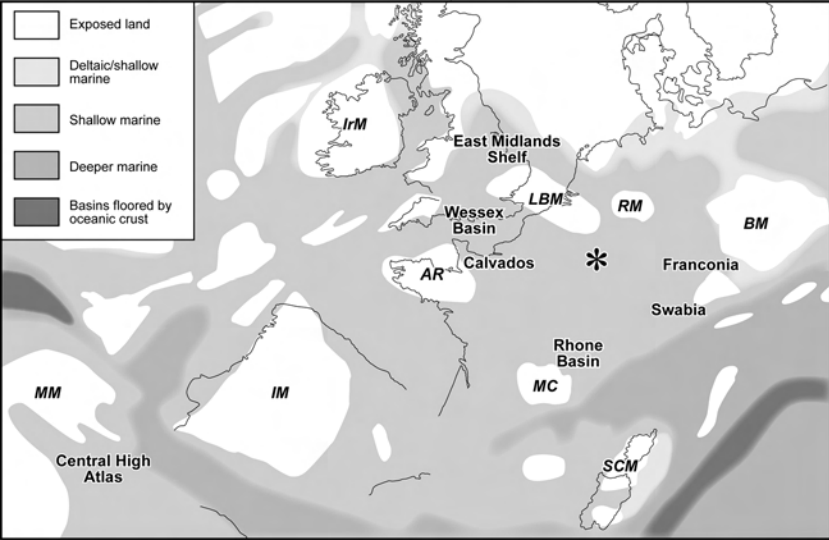 Exposed land
Deltaic/shallow
marine
Shallow marine
Deeper marine
Basins floored by
oceanic crust
IrM
East Midlands
Shelf
LBM
RM
BM
Wessex
Basin
AR
Calvados
*
Franconia
Swabia
Rhone
Basin
MC
MM
IM
Central High
Atlas
SCM